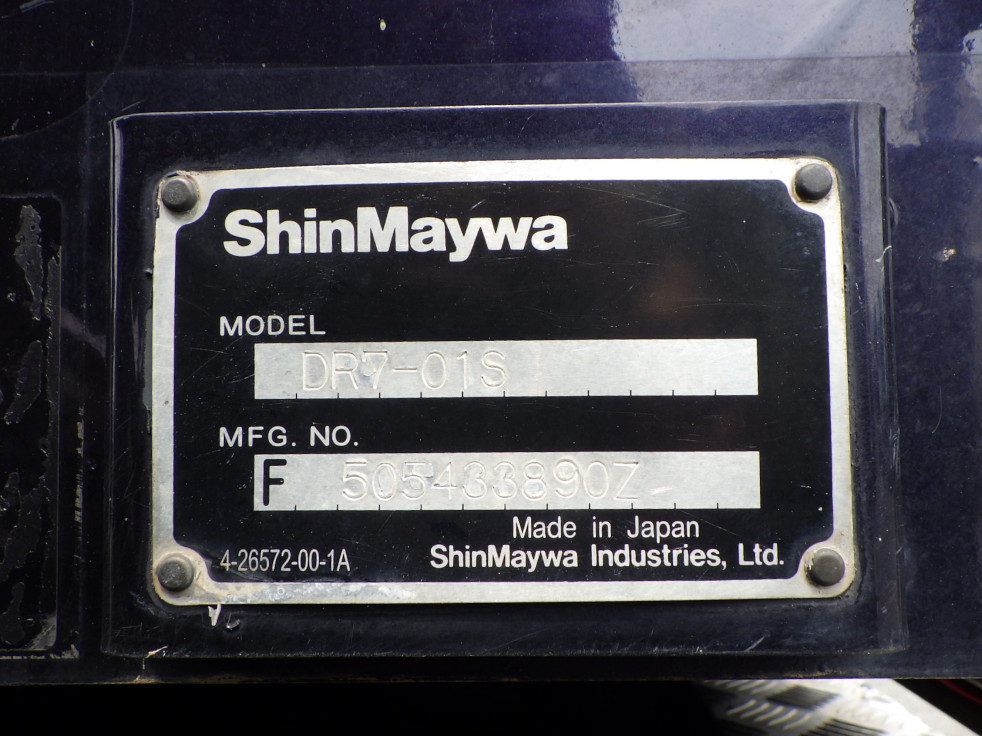 ShinMaywa
MODEL
DR7-01S
MFG. NO.
F 505433890Z
Made in Japan
4-26572-00-1A ShinMaywa Industries, Ltd.